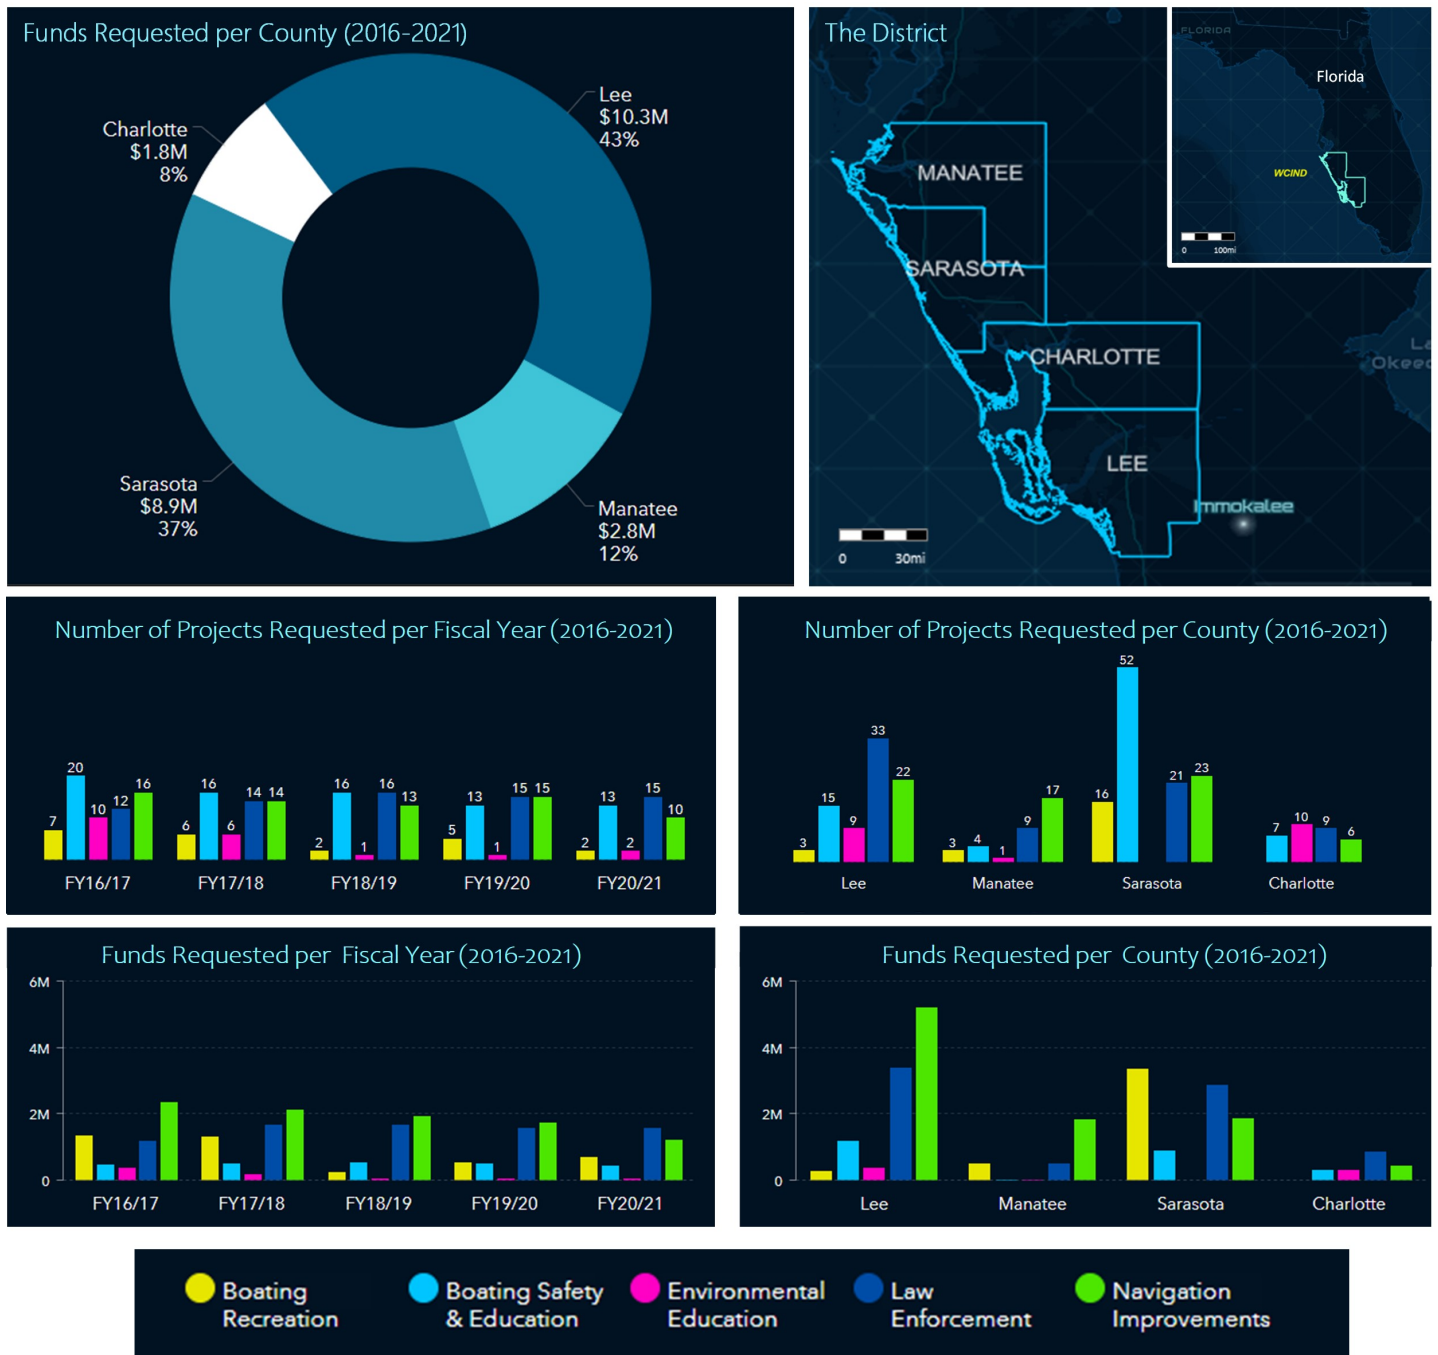 Funds Requested per County (2016-2021)
Lee
$10.3M
43%
Charlotte
$1.8M
8%
Sarasota
$8.9M
37%
Manatee
$2.8M
12%
The District
MANATEE
SARASOTA
CHARLOTTE
LEE
Immokalee
0 30mi
FLORIDA
Florida
WCIND
0 100mi
Number of Projects Requested per Fiscal Year (2016-2021)
7 20 10 12 16
6 16 6 14 14
2 16 1 16 13
5 13 1 15 15
2 13 2 15 10
FY16/17 FY17/18 FY18/19 FY19/20 FY20/21
Number of Projects Requested per County (2016-2021)
3 15 9 33 22
3 4 1 9 17
16 52 21 23
7 10 9 6
Lee Manatee Sarasota Charlotte
Funds Requested per Fiscal Year (2016-2021)
6M
4M
2M
0
FY16/17 FY17/18 FY18/19 FY19/20 FY20/21
Funds Requested per County (2016-2021)
6M
4M
2M
0
Lee Manatee Sarasota Charlotte
Boating
Recreation
Boating Safety
& Education
Environmental
Education
Law
Enforcement
Navigation
Improvements